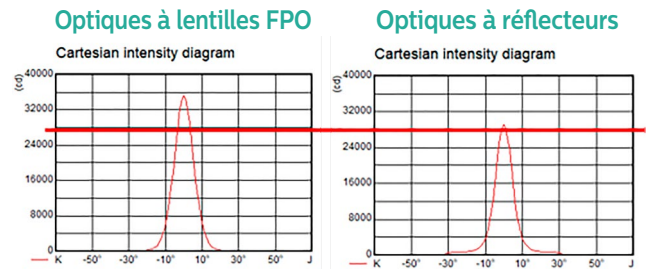 Optiques à lentilles FPO
Cartesian intensity diagram
(cd)
40000
32000
24000
16000
8000
0
K -50° -30° -10° 10° 30° 50° J
Optiques à réflecteurs
Cartesian intensity diagram
(cd)
40000
32000
24000
16000
8000
0
K -50° -30° -10° 10° 30° 50° J